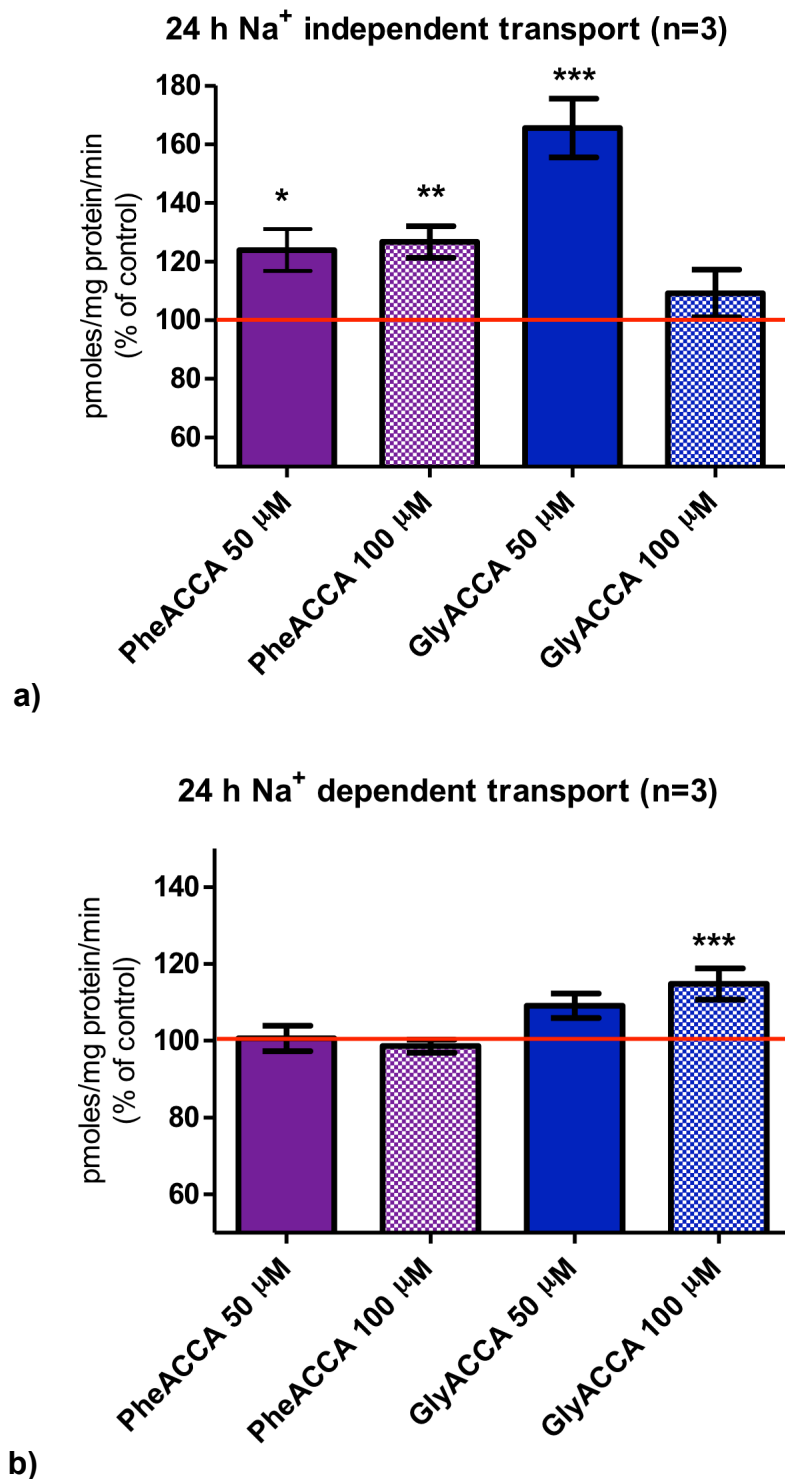 24 h Na+ independent transport (n=3)
pmoles/mg protein/min
(% of control)
180
160
140
120
100
80
60
*
**
***
PheACCA 50 µM
PheACCA 100 µM
GlyACCA 50 µM
GlyACCA 100 µM
a)
24 h Na+ dependent transport (n=3)
pmoles/mg protein/min
(% of control)
140
120
100
80
60
***
PheACCA 50 µM
PheACCA 100 µM
GlyACCA 50 µM
GlyACCA 100 µM
b)